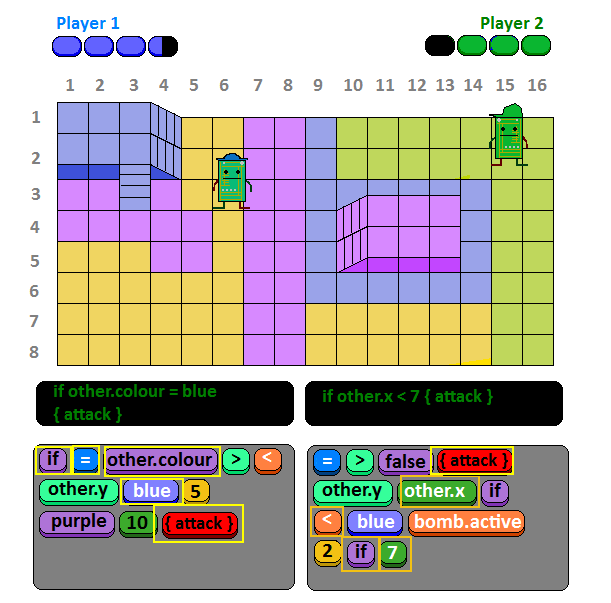 Player 1
Player 2
1 2 3 4 5 6 7 8 9 10 11 12 13 14 15 16
1
2
3
4
5
6
7
8
if other.colour = blue
{ attack }
if other.x < 7 { attack }
if = other.colour > <
other.y blue 5
purple 10 { attack }
= > false { attack }
other.y other.x if
< blue bomb.active
2 if 7